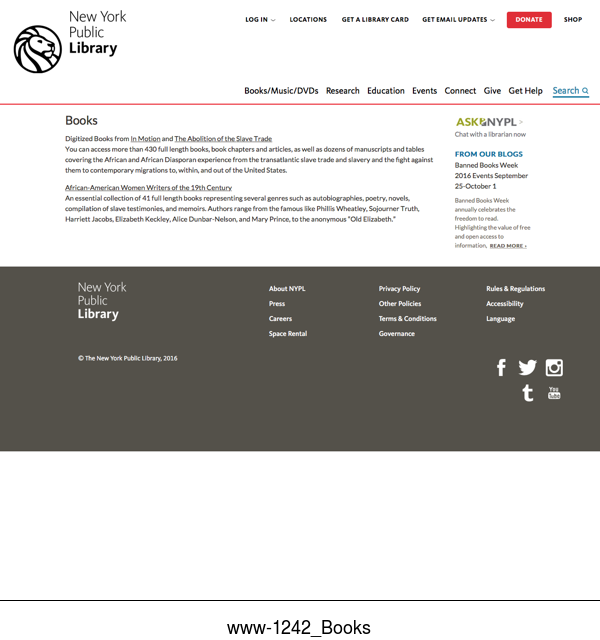 New York
Public
Library
LOG IN
LOCATIONS
GET A LIBRARY CARD
GET EMAIL UPDATES
DONATE
SHOP
Books/Music/DVDs Research Education Events Connect Give Get Help Search
Books
Digitized Books from In Motion and The Abolition of the Slave Trade
You can access more than 430 full length books, book chapters and articles, as well as dozens of manuscripts and tables
covering the African and African Diasporan experience from the transatlantic slave trade and slavery and the fight against
them to contemporary migrations to, within, and out of the United States.
African-American Women Writers of the 19th Century
An essential collection of 41 full length books representing several genres such as autobiographies, poetry, novels,
compilation of slave testimonies, and memoirs. Authors range from the famous like Phillis Wheatley, Sojourner Truth,
Harriett Jacobs, Elizabeth Keckley, Alice Dunbar-Nelson, and Mary Prince, to the anonymous "Old Elizabeth."
ASK NYPL >
Chat with a librarian now
FROM OUR BLOGS
Banned Books Week
2016 Events September
25-October 1
Banned Books Week
annually celebrates the
freedom to read.
Highlighting the value of free
and open access to
information. READ MORE ›
New York
Public
Library
About NYPL
Press
Careers
Space Rental
Privacy Policy
Other Policies
Terms & Conditions
Governance
Rules & Regulations
Accessibility
Language
© The New York Public Library, 2016
You
Tube
www-1242_Books